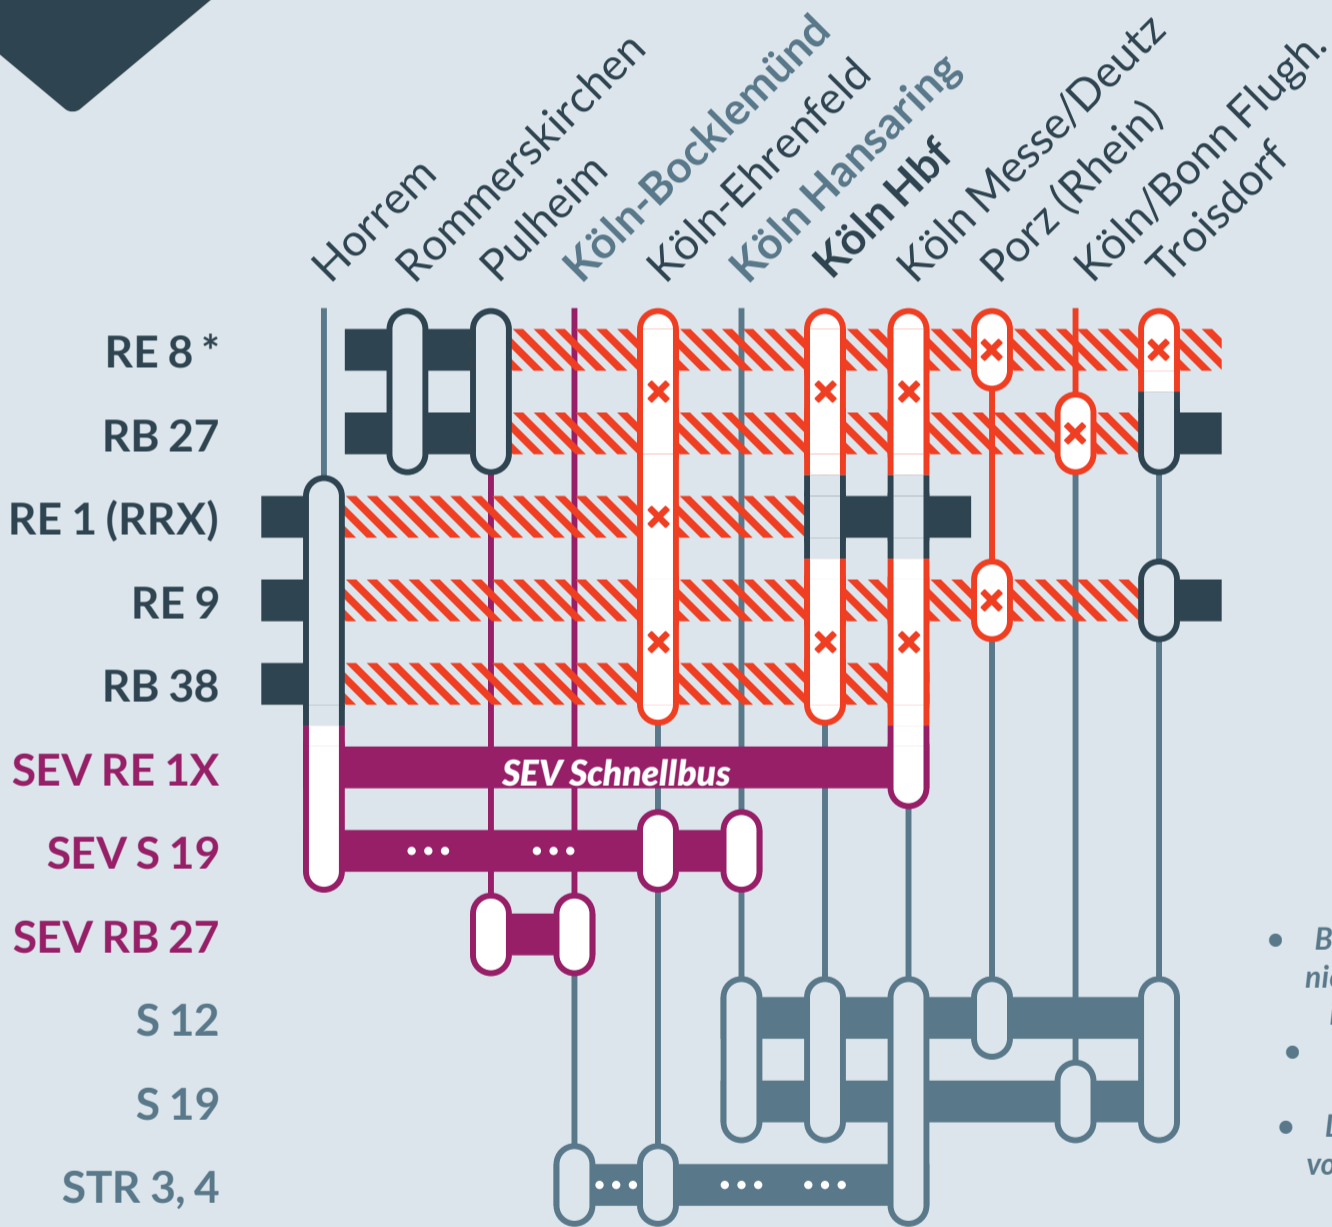 Horrem
Rommerskirchen
Pulheim
Köln-Bocklemünd
Köln-Ehrenfeld
Köln Hansaring
Köln Hbf
Köln Messe/Deutz
Porz (Rhein)
Köln/Bonn Flugh.
Troisdorf
RE 8 *
RB 27
RE 1 (RRX)
RE 9
RB 38
SEV RE 1X
SEV Schnellbus
SEV S 19
SEV RB 27
S 12
S 19
STR 3, 4